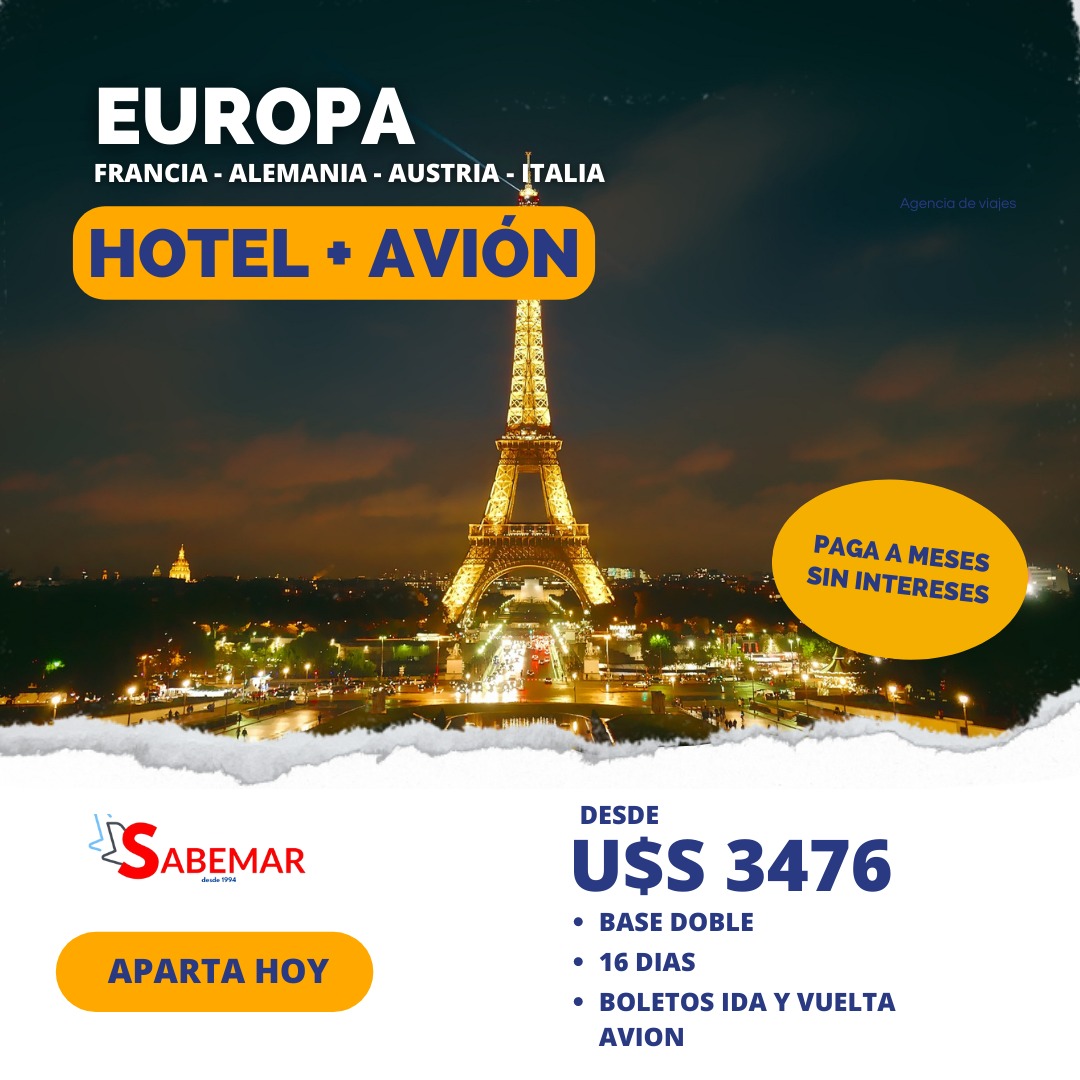 EUROPA
FRANCIA - ALEMANIA - AUSTRIA - ITALIA
Agencia de viajes
HOTEL + AVIÓN
PAGA A MESES
SIN INTERESES
SABEMAR
desde 1994
APARTA HOY
DESDE
U$S 3476
• BASE DOBLE
• 16 DIAS
• BOLETOS IDA Y VUELTA
AVION